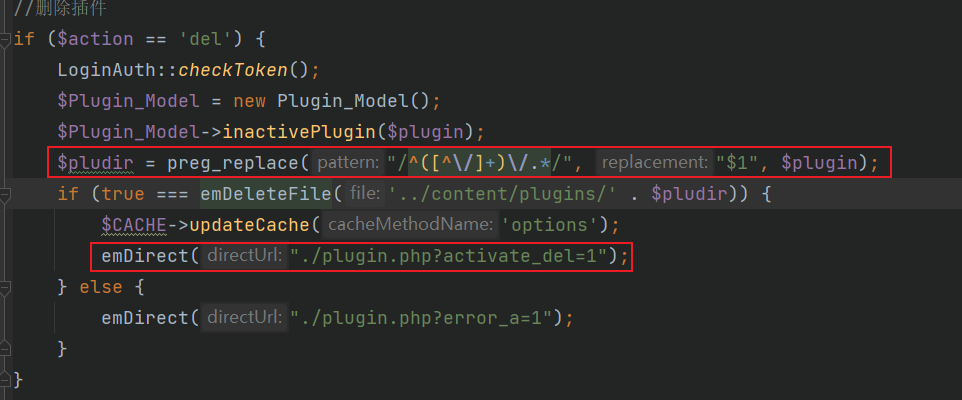 //删除插件
if ($action == 'del') {
LoginAuth::checkToken();
$Plugin_Model = new Plugin_Model();
$Plugin_Model->inactivePlugin($plugin);
$pludir = preg_replace( pattern: "/^([^\/]+)\/.*/", replacement: "$1", $plugin);
if (true === emDeleteFile( file: '../content/plugins/' . $pludir)) {
$CACHE->updateCache( cacheMethodName: 'options');
emDirect( directUrl: "./plugin.php?activate_del=1");
} else {
emDirect( directUrl: "./plugin.php?error_a=1");
}
}